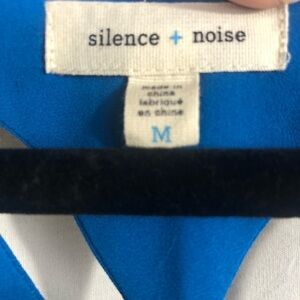 silence + noise
made in
china
fabriqué
en chine
M